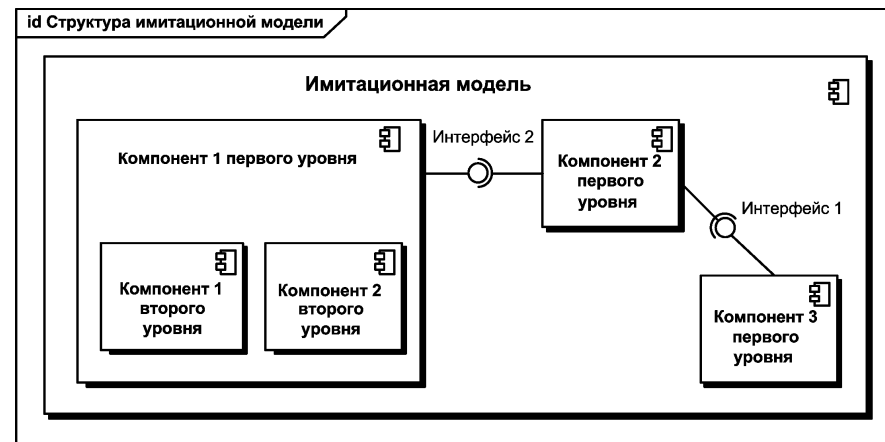 id Структура имитационной модели
Имитационная модель
Компонент 1 первого уровня
Интерфейс 2
Компонент 2
первого
уровня
Интерфейс 1
Компонент 1
второго
уровня
Компонент 2
второго
уровня
Компонент 3
первого
уровня